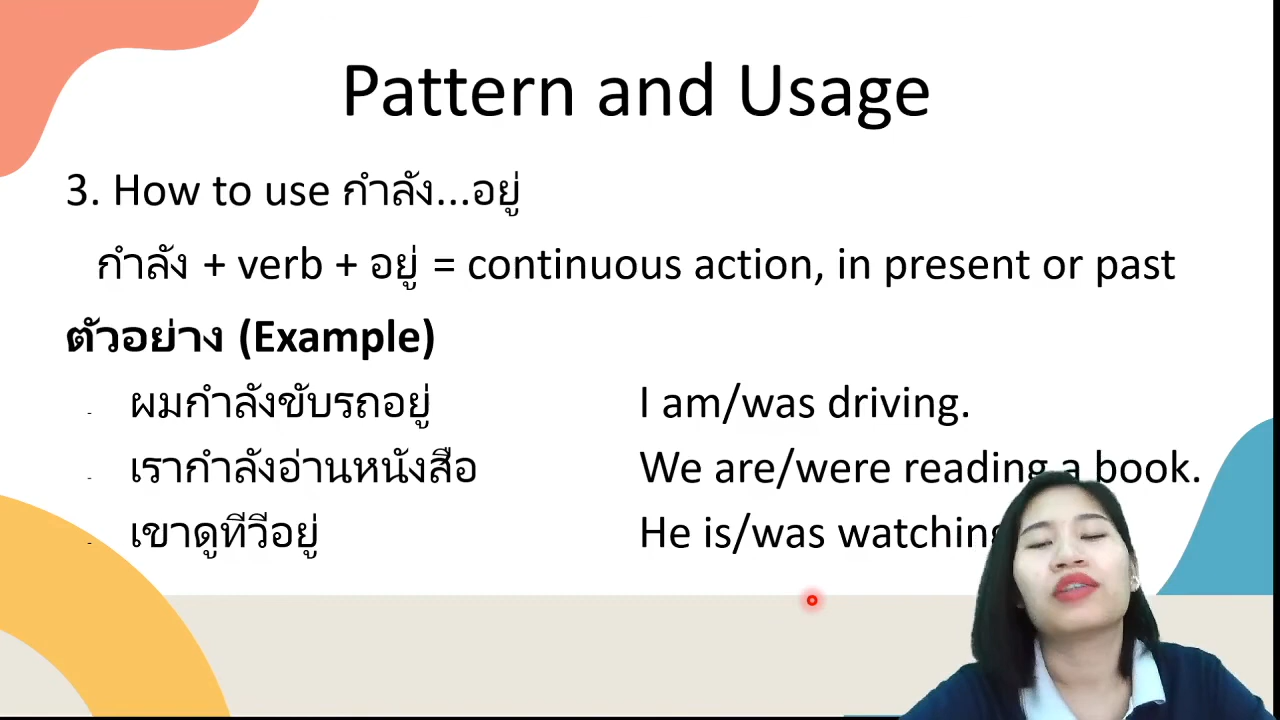 Pattern and Usage
3. How to use กำลัง...อยู่
กำลัง + verb + อยู่ = continuous action, in present or past
ตัวอย่าง (Example)
- ผมกำลังขับรถอยู่ I am/was driving.
- เรากำลังอ่านหนังสือ We are/were reading a book.
- เขาดูทีวีอยู่ He is/was watching